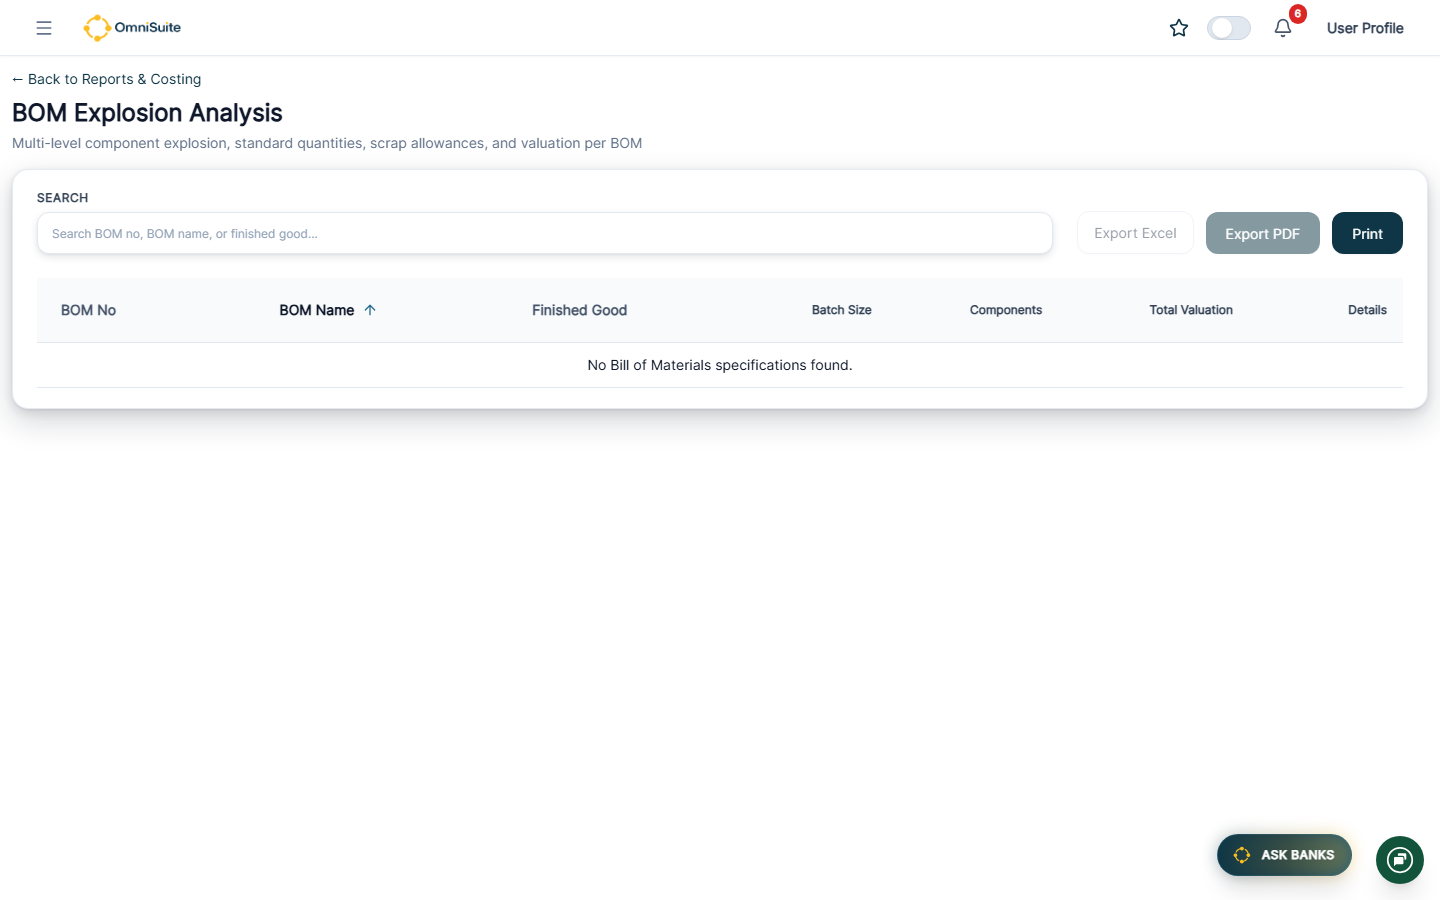 OmniSuite
6
User Profile
← Back to Reports & Costing
BOM Explosion Analysis
Multi-level component explosion, standard quantities, scrap allowances, and valuation per BOM
SEARCH
Search BOM no, BOM name, or finished good...
Export Excel
Export PDF
Print
BOM No
BOM Name ↑
Finished Good
Batch Size
Components
Total Valuation
Details
No Bill of Materials specifications found.
ASK BANKS